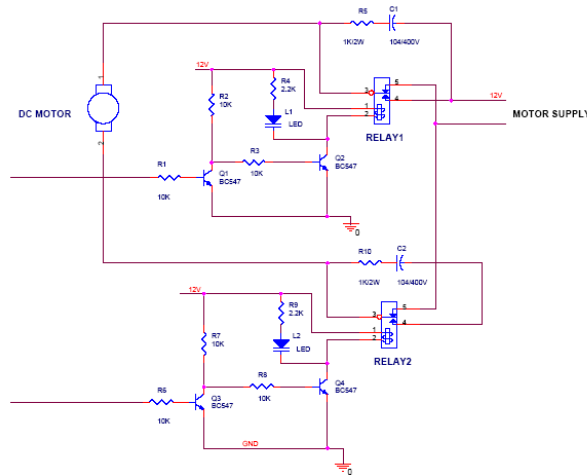 R5
C1
1K/2W
104/400V
12V
R4
2.2K
R2
10K
3
5
4
1
2
12V
1
DC MOTOR
2
L1
LED
RELAY1
MOTOR SUPPLY
R1
10K
R3
10K
Q1
BC547
Q2
BC547
0
R10
C2
1K/2W
104/400V
12V
R9
2.2K
R7
10K
3
5
4
1
2
L2
LED
RELAY2
R6
10K
R8
10K
Q3
BC547
Q4
BC547
GND
0